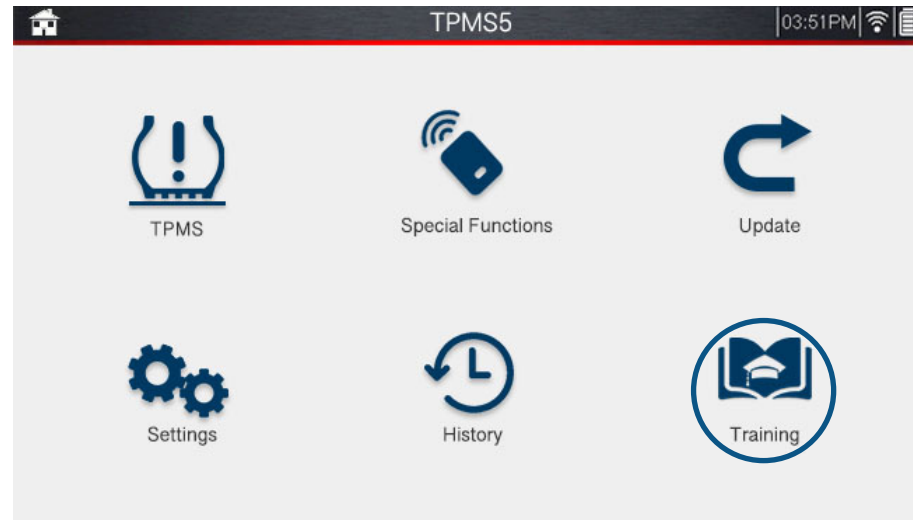 TPMS5
03:51PM
TPMS
Special Functions
Update
Settings
History
Training